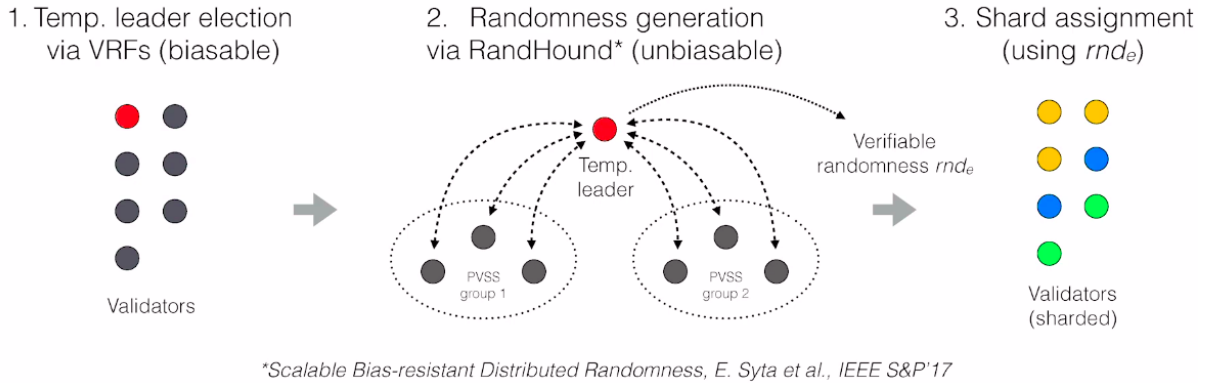 1. Temp. leader election
via VRFs (biasable)
2. Randomness generation
via RandHound* (unbiasable)
3. Shard assignment
(using rnd_e)
Temp.
leader
Verifiable
randomness rnd_e
PVSS
group 1
PVSS
group 2
Validators
Validators
(sharded)
*Scalable Bias-resistant Distributed Randomness, E. Syta et al., IEEE S&P'17